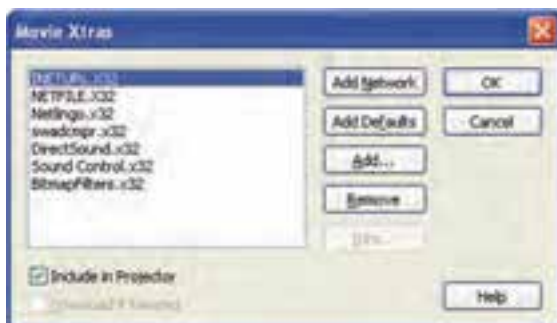 Movie Xtras
INETURL.X32
NETFILE.X32
Netlingo.x32
swadcmpr.x32
DirectSound.x32
Sound Control.x32
BitmapFilters.x32
Add Network
Add Defaults
Add...
Remove
Info...
OK
Cancel
Include in Projector
Download if Needed
Help